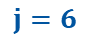 j = 6